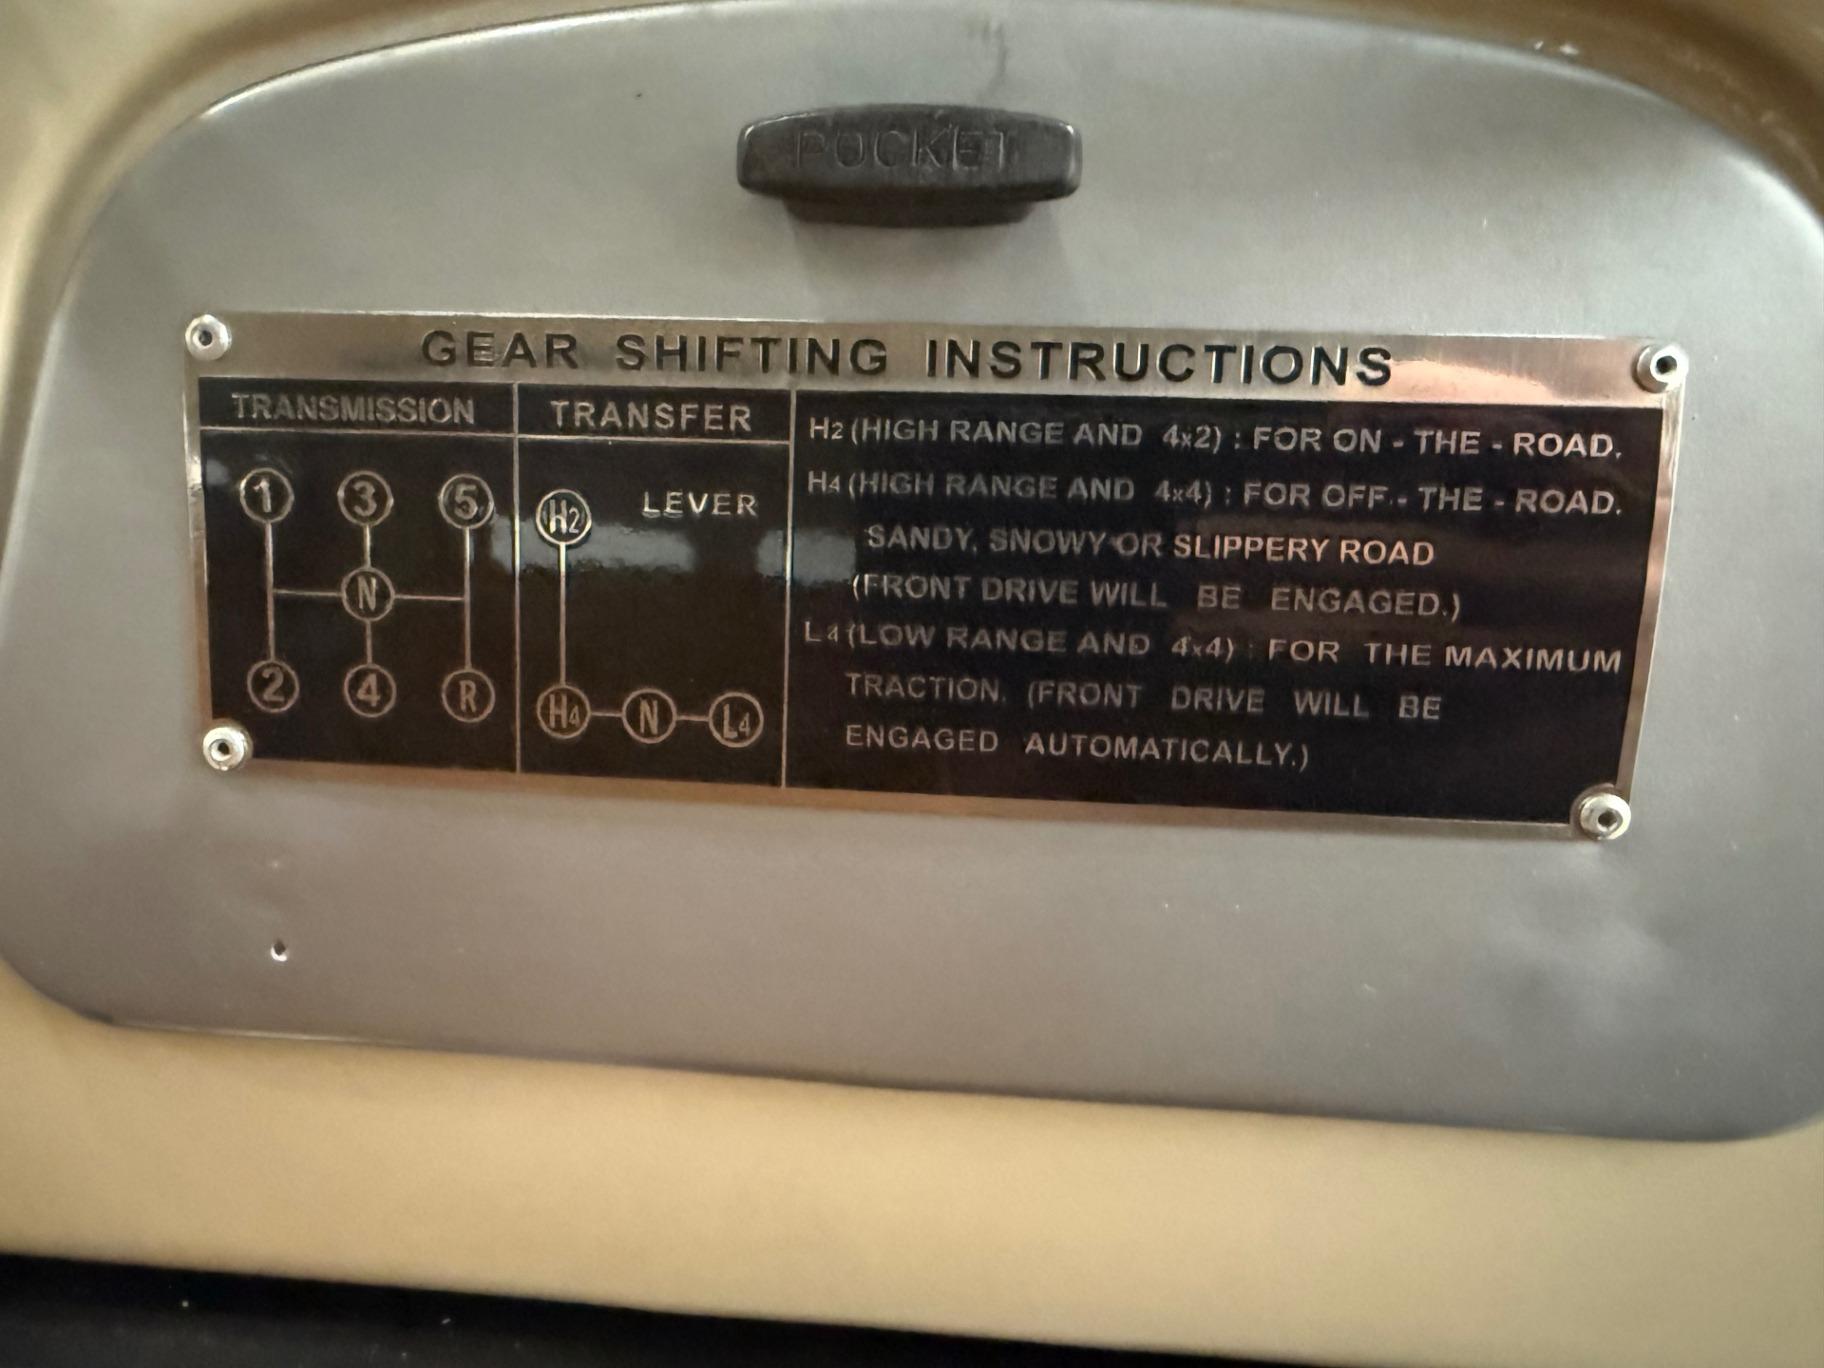 POCKET
GEAR SHIFTING INSTRUCTIONS
TRANSMISSION
1 3 5
N
2 4 R
TRANSFER
H2 LEVER
H4 N L4
H2 (HIGH RANGE AND 4x2) : FOR ON - THE - ROAD.
H4 (HIGH RANGE AND 4x4) : FOR OFF - THE - ROAD.
SANDY, SNOWY OR SLIPPERY ROAD
(FRONT DRIVE WILL BE ENGAGED.)
L4 (LOW RANGE AND 4x4) : FOR THE MAXIMUM
TRACTION. (FRONT DRIVE WILL BE
ENGAGED AUTOMATICALLY.)